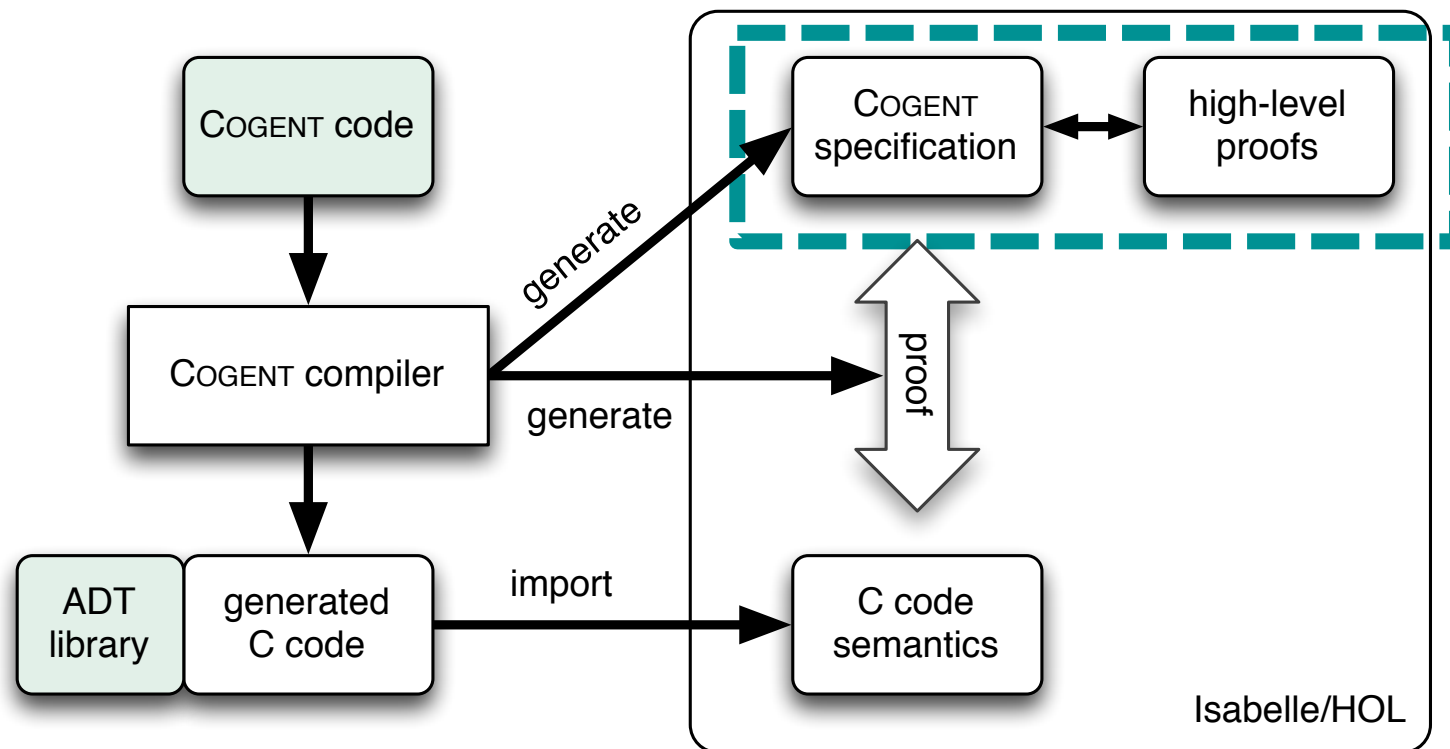 COGENT code
COGENT
specification
high-level
proofs
generate
COGENT compiler
generate
proof
ADT
library
generated
C code
import
C code
semantics
Isabelle/HOL